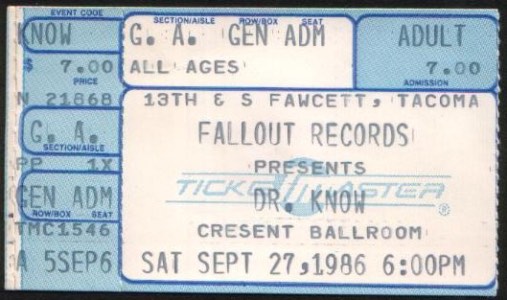 EVENT CODE
KNOW
$ 7.00
PRICE
N 21868
G. A.
SECTION/AISLE
PP 1X
GEN ADM
ROW/BOX SEAT
TMC1546
A 5SEP6
SECTION/AISLE ROW/BOX SEAT
G. A. GEN ADM
ALL AGES
ADULT
7.00
ADMISSION
13TH & S FAWCETT, TACOMA
FALLOUT RECORDS
PRESENTS
TICKETMASTER
DR. KNOW
CRESENT BALLROOM
SAT SEPT 27,1986 6:00PM